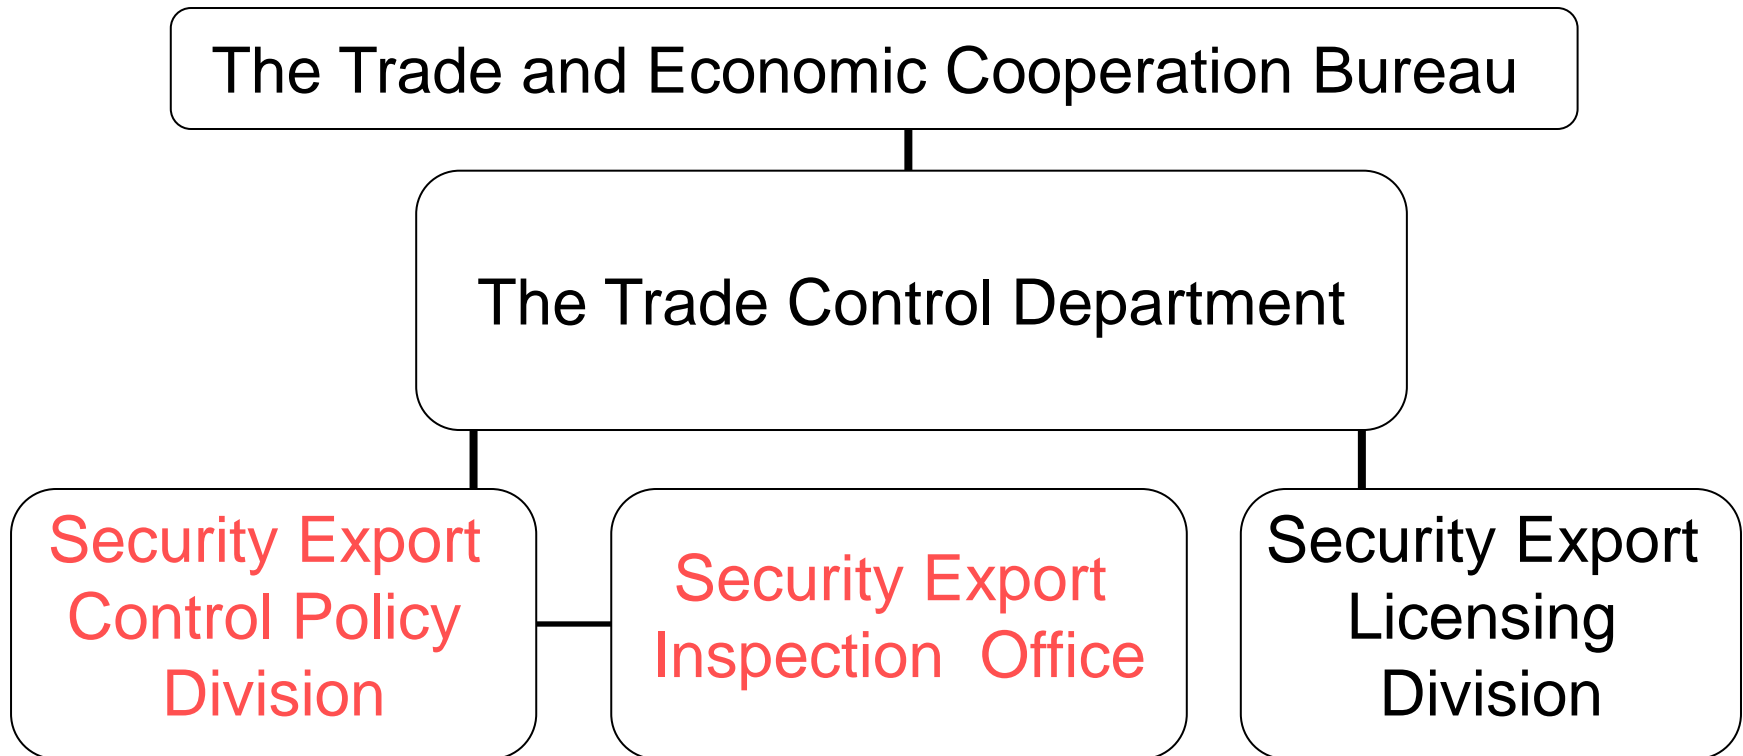 The Trade and Economic Cooperation Bureau
The Trade Control Department
Security Export
Control Policy
Division
Security Export
Inspection Office
Security Export
Licensing
Division